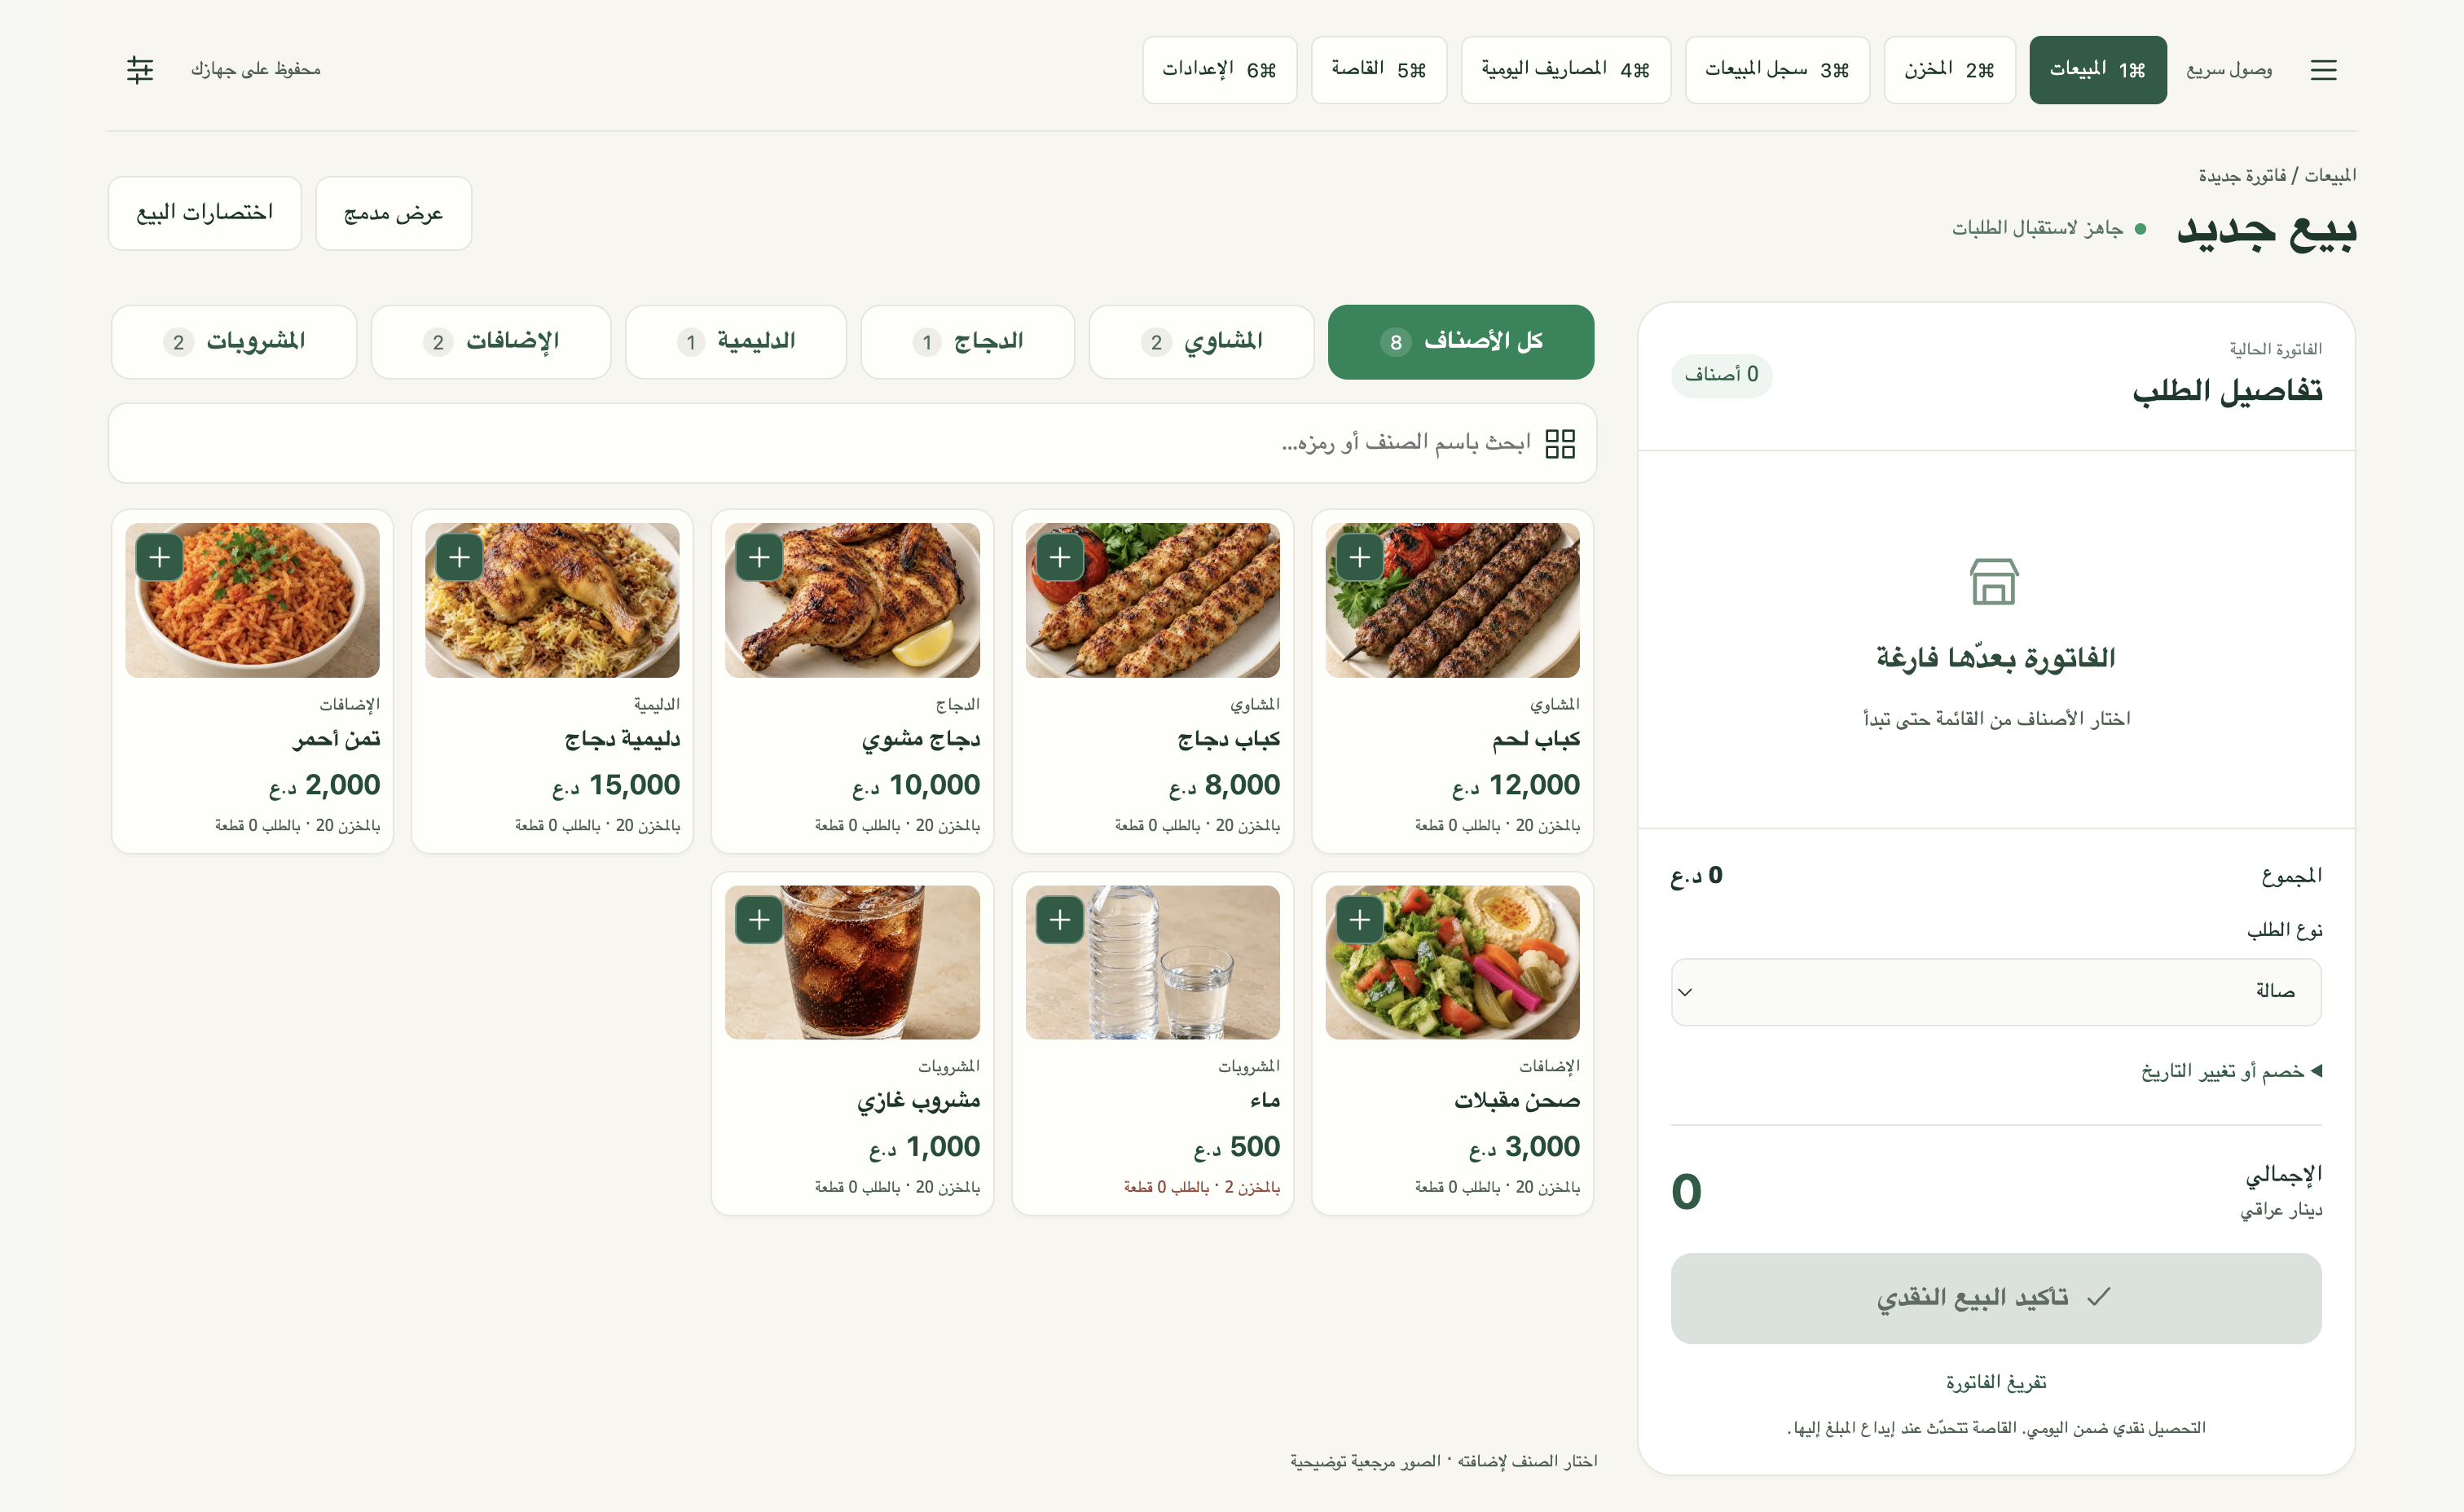 وصول سريع
⌘1 المبيعات
⌘2 المخزن
⌘3 سجل المبيعات
⌘4 المصاريف اليومية
⌘5 القاصة
⌘6 الإعدادات
محفوظ على جهازك
المبيعات / فاتورة جديدة
بيع جديد
جاهز لاستقبال الطلبات
عرض مدمج
اختصارات البيع
الفاتورة الحالية
تفاصيل الطلب
0 أصناف
الفاتورة بعدّها فارغة
اختار الأصناف من القائمة حتى تبدأ
المجموع
0 د.ع
نوع الطلب
صالة
خصم أو تغيير التاريخ
الإجمالي
دينار عراقي
0
تأكيد البيع النقدي
تفريغ الفاتورة
التحصيل نقدي ضمن اليومي. القاصة تتحدّث عند إيداع المبلغ إليها.
كل الأصناف 8
المشاوي 2
الدجاج 1
الدليمية 1
الإضافات 2
المشروبات 2
ابحث باسم الصنف أو رمزه...
المشاوي
كباب لحم
12,000 د.ع
بالمخزن 20 · بالطلب 0 قطعة
المشاوي
كباب دجاج
8,000 د.ع
بالمخزن 20 · بالطلب 0 قطعة
الدجاج
دجاج مشوي
10,000 د.ع
بالمخزن 20 · بالطلب 0 قطعة
الدليمية
دليمية دجاج
15,000 د.ع
بالمخزن 20 · بالطلب 0 قطعة
الإضافات
تمن أحمر
2,000 د.ع
بالمخزن 20 · بالطلب 0 قطعة
الإضافات
صحن مقبلات
3,000 د.ع
بالمخزن 20 · بالطلب 0 قطعة
المشروبات
ماء
500 د.ع
بالمخزن 2 · بالطلب 0 قطعة
المشروبات
مشروب غازي
1,000 د.ع
بالمخزن 20 · بالطلب 0 قطعة
اختار الصنف لإضافته · الصور مرجعية توضيحية